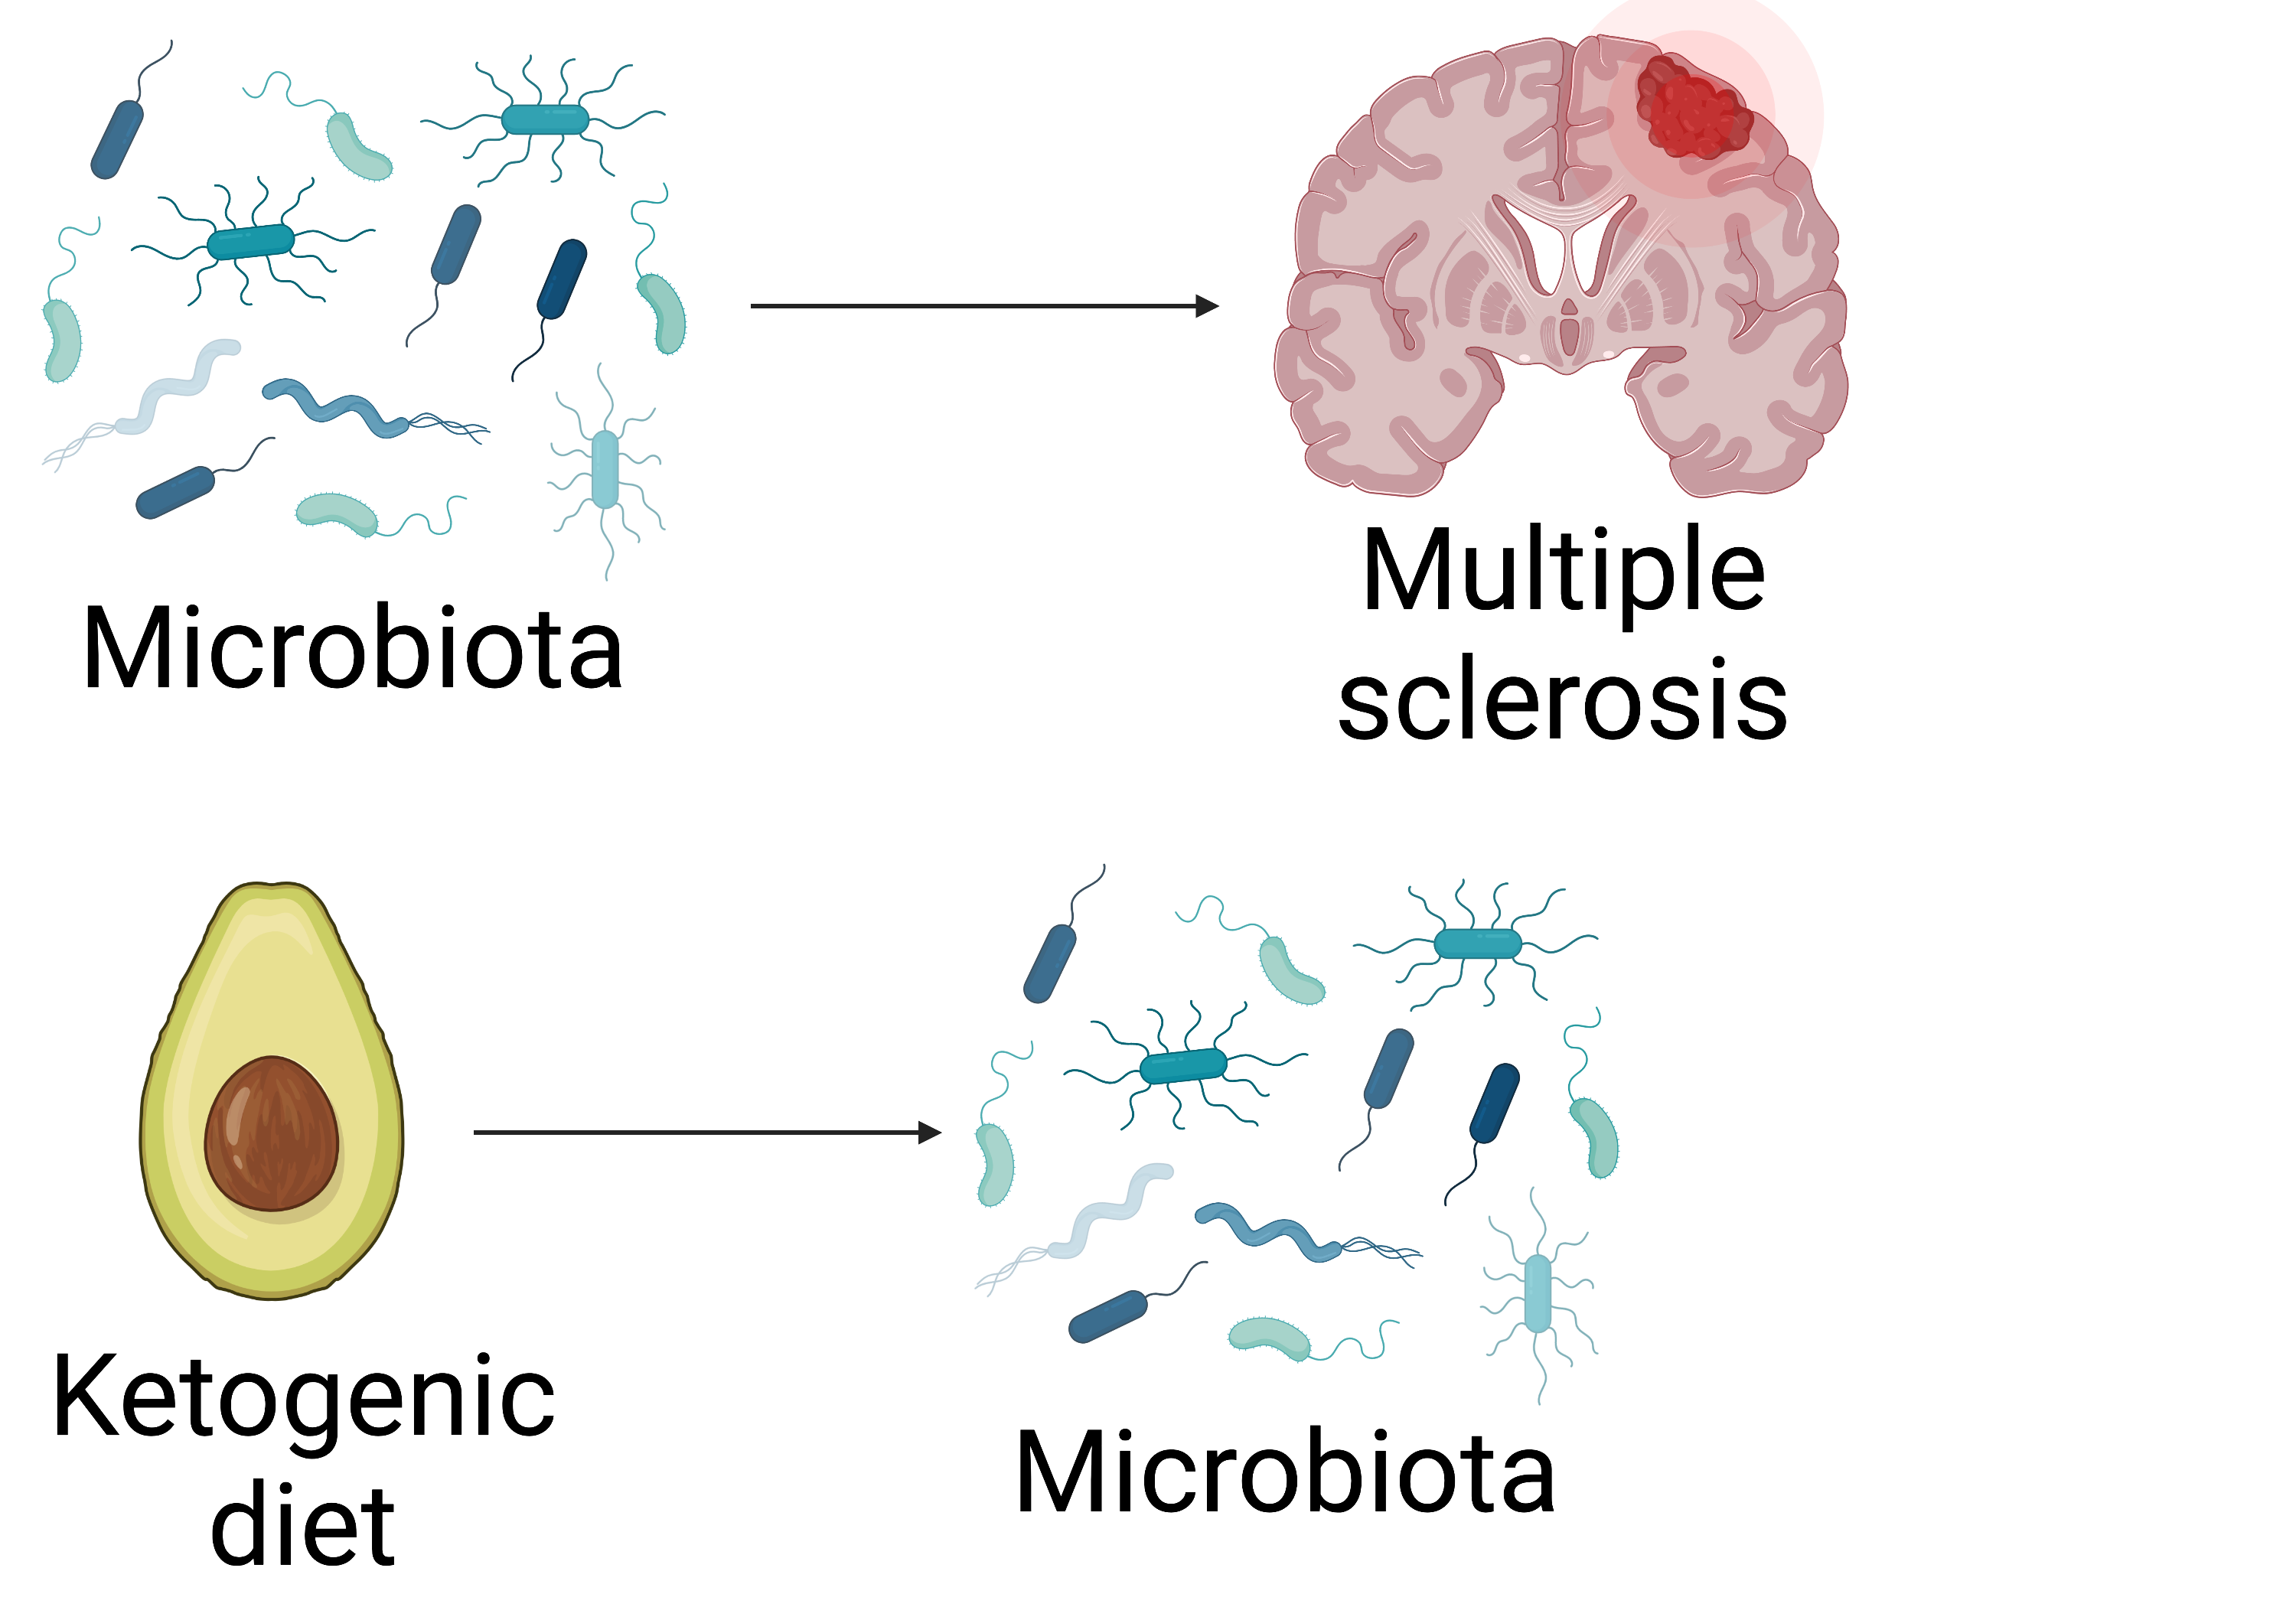 Microbiota
Multiple
sclerosis
Ketogenic
diet
Microbiota